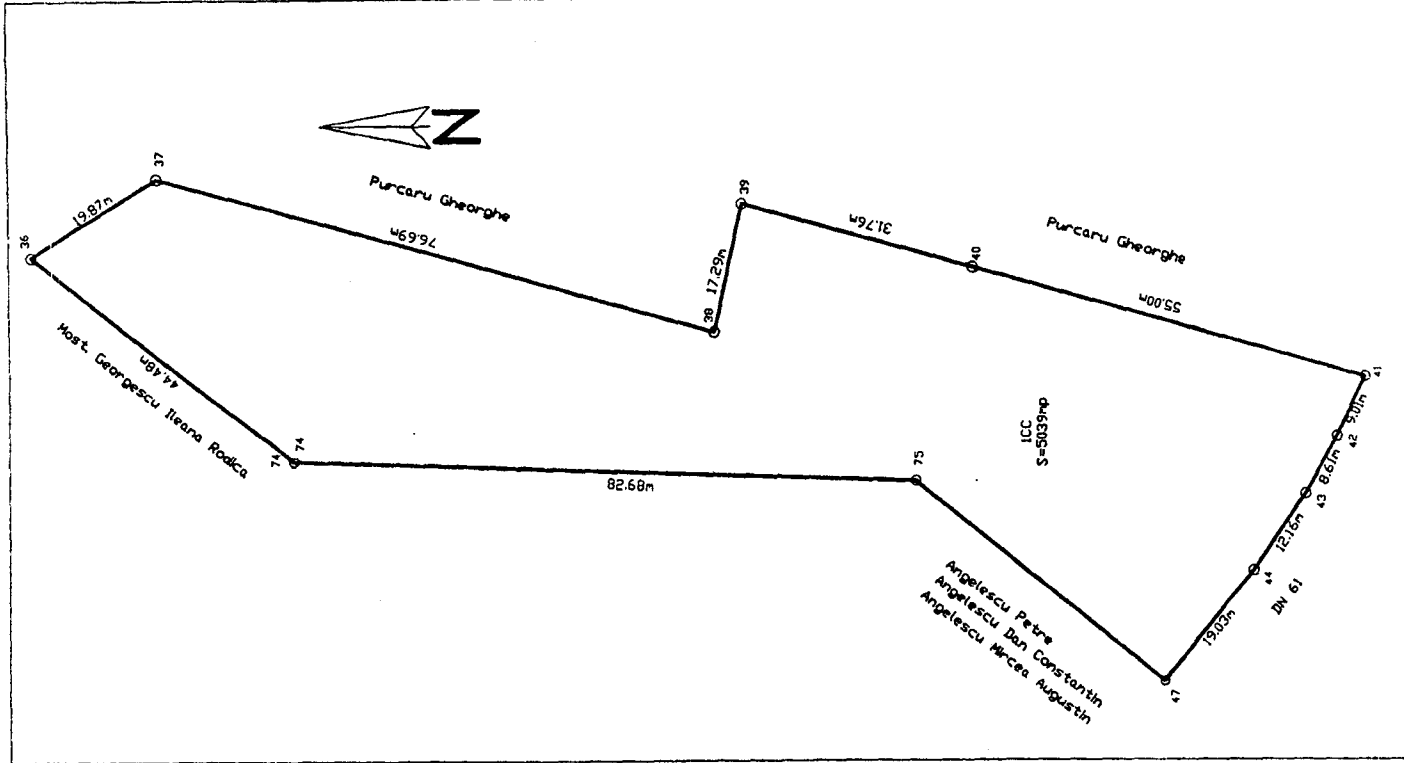 N
36
19.87m
37
Purcaru Gheorghe
76.69m
39
31.76m
17.29m
38
40
Purcaru Gheorghe
55.00m
41
9.01m
42
8.61m
43
12.16m
44
DN 61
19.03m
47
Most. Georgescu Ileana Rodica
44.48m
74
74
82.68m
75
1CC
S=5039mp
Angelescu Petre
Angelescu Dan Constantin
Angelescu Mircea Augustin